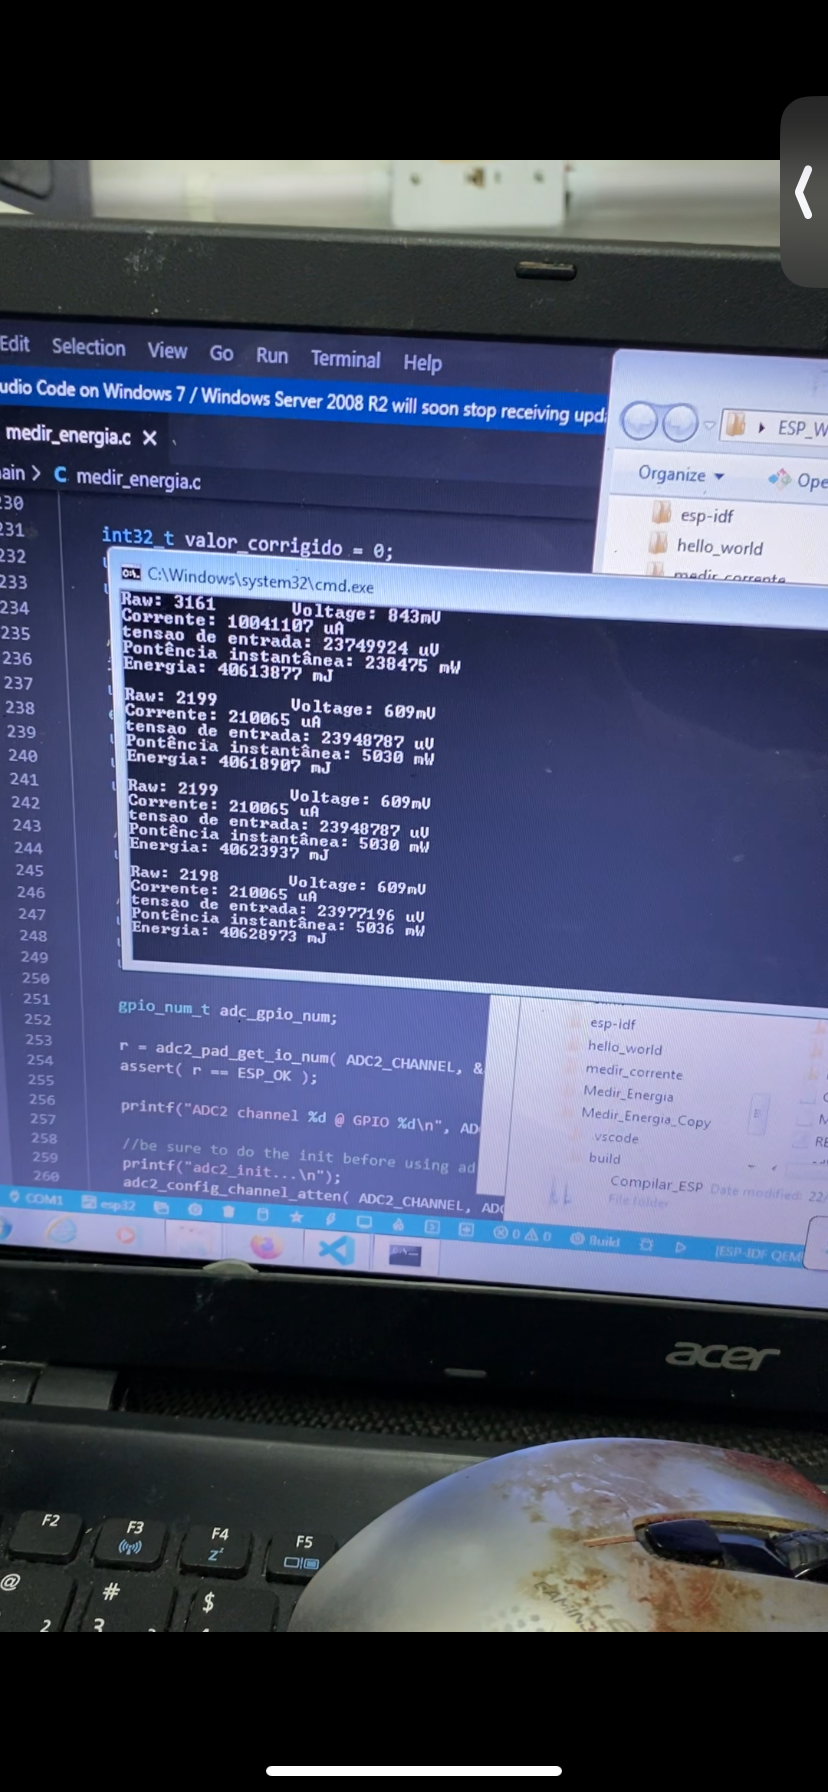 Edit Selection View Go Run Terminal Help
udio Code on Windows 7 / Windows Server 2008 R2 will soon stop receiving upd
medir_energia.c ×
ain > C medir_energia.c
ESP_W
Organize
Ope
esp-idf
hello_world
medir_corrente
230
231 int32_t valor_corrigido = 0;
232
233
234
235
236
237
238
239
240
241
242
243
244
245
246
247
248
249
250
C:\Windows\system32\cmd.exe
Raw: 3161 Voltage: 843mV
Corrente: 10041107 uA
tensao de entrada: 23749924 uV
Pontência instantânea: 238475 mW
Energia: 40613877 mJ
Raw: 2199 Voltage: 609mV
Corrente: 210065 uA
tensao de entrada: 23948787 uV
Pontência instantânea: 5030 mW
Energia: 40618907 mJ
Raw: 2199 Voltage: 609mV
Corrente: 210065 uA
tensao de entrada: 23948787 uV
Pontência instantânea: 5030 mW
Energia: 40623937 mJ
Raw: 2198 Voltage: 609mV
Corrente: 210065 uA
tensao de entrada: 23977196 uV
Pontência instantânea: 5036 mW
Energia: 40628973 mJ
251 gpio_num_t adc_gpio_num;
252
253 r = adc2_pad_get_io_num( ADC2_CHANNEL, &
254 assert( r == ESP_OK );
255
256 printf("ADC2 channel %d @ GPIO %d\n", AD
257
258 //be sure to do the init before using ad
259 printf("adc2_init...\n");
260 adc2_config_channel_atten( ADC2_CHANNEL, ADC
esp-idf
hello_world
medir_corrente
Medir_Energia
Medir_Energia_Copy
.vscode
build
Compilar_ESP Date modified: 22/
File folder
COM1 esp32 0 0 Build [ESP-IDF QEM
acer
F2
F3
F4
F5
z
@
2
#
3
$